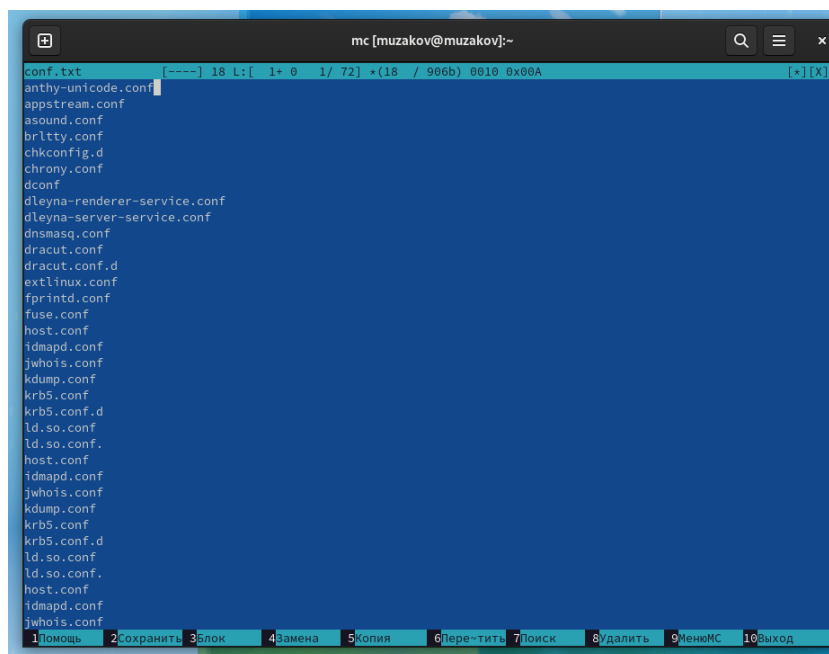 mc [muzakov@muzakov]:~
conf.txt [----] 18 L:[ 1+ 0 1/ 72] *(18 / 906b) 0010 0x00A [*][X]
anthy-unicode.conf
appstream.conf
asound.conf
brltty.conf
chkconfig.d
chrony.conf
dconf
dleyna-renderer-service.conf
dleyna-server-service.conf
dnsmasq.conf
dracut.conf
dracut.conf.d
extlinux.conf
fprintd.conf
fuse.conf
host.conf
idmapd.conf
jwhois.conf
kdump.conf
krb5.conf
krb5.conf.d
ld.so.conf
ld.so.conf.
host.conf
idmapd.conf
jwhois.conf
kdump.conf
krb5.conf
krb5.conf.d
ld.so.conf
ld.so.conf.
host.conf
idmapd.conf
jwhois.conf
1Помощь 2Сохранить 3Блок 4Замена 5Копия 6Пере~тить 7Поиск 8Удалить 9МенюMC 10Выход